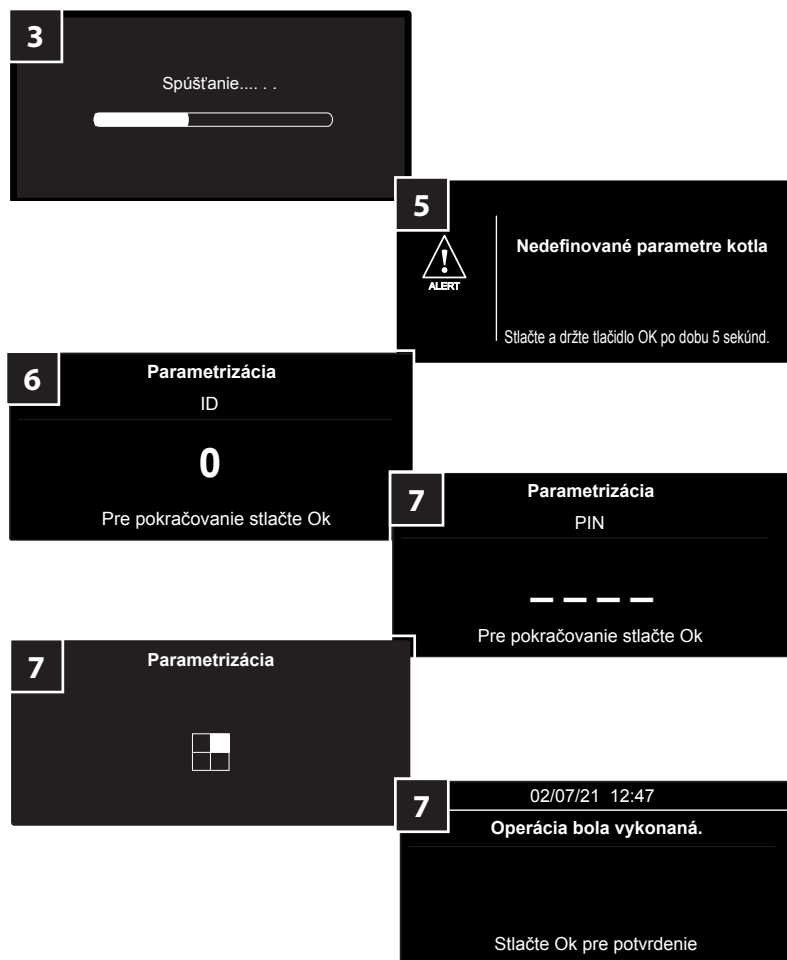 3
Spúšťanie.... . .
5
ALERT
Nedefinované parametre kotla
Stlačte a držte tlačidlo OK po dobu 5 sekúnd.
6
Parametrizácia
ID
0
Pre pokračovanie stlačte Ok
7
Parametrizácia
PIN
_ _ _ _
Pre pokračovanie stlačte Ok
7
Parametrizácia
7
02/07/21 12:47
Operácia bola vykonaná.
Stlačte Ok pre potvrdenie